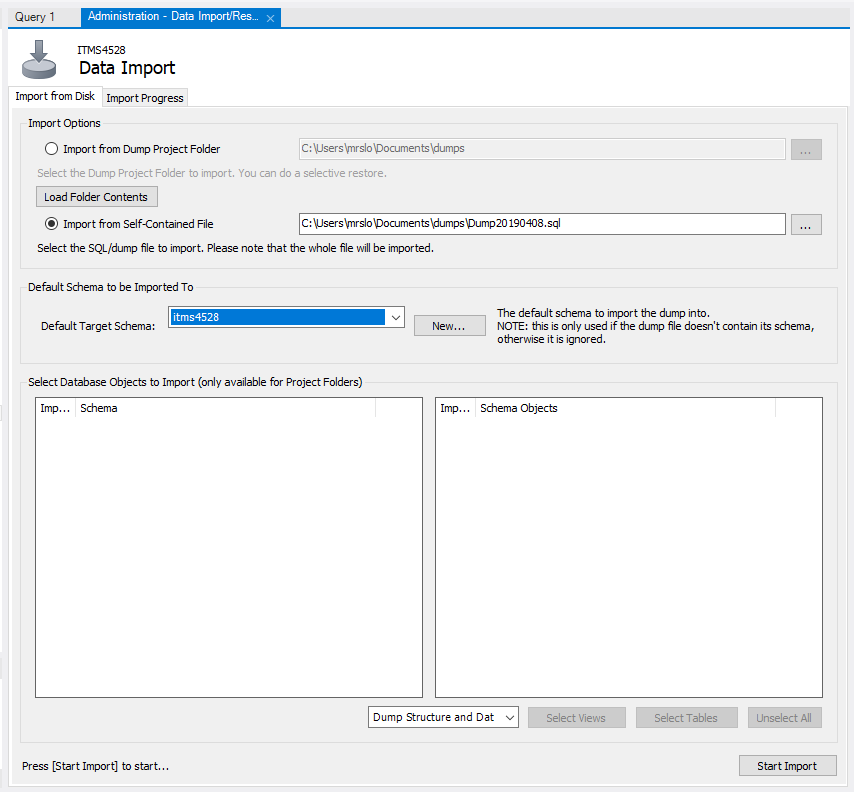 Query 1
Administration - Data Import/Res...
ITMS4528
Data Import
Import from Disk
Import Progress
Import Options
Import from Dump Project Folder
C:\Users\mrslo\Documents\dumps
...
Select the Dump Project Folder to import. You can do a selective restore.
Load Folder Contents
Import from Self-Contained File
C:\Users\mrslo\Documents\dumps\Dump20190408.sql
...
Select the SQL/dump file to import. Please note that the whole file will be imported.
Default Schema to be Imported To
Default Target Schema:
itms4528
New...
The default schema to import the dump into.
NOTE: this is only used if the dump file doesn't contain its schema,
otherwise it is ignored.
Select Database Objects to Import (only available for Project Folders)
Imp... Schema
Imp... Schema Objects
Dump Structure and Dat
Select Views
Select Tables
Unselect All
Press [Start Import] to start...
Start Import